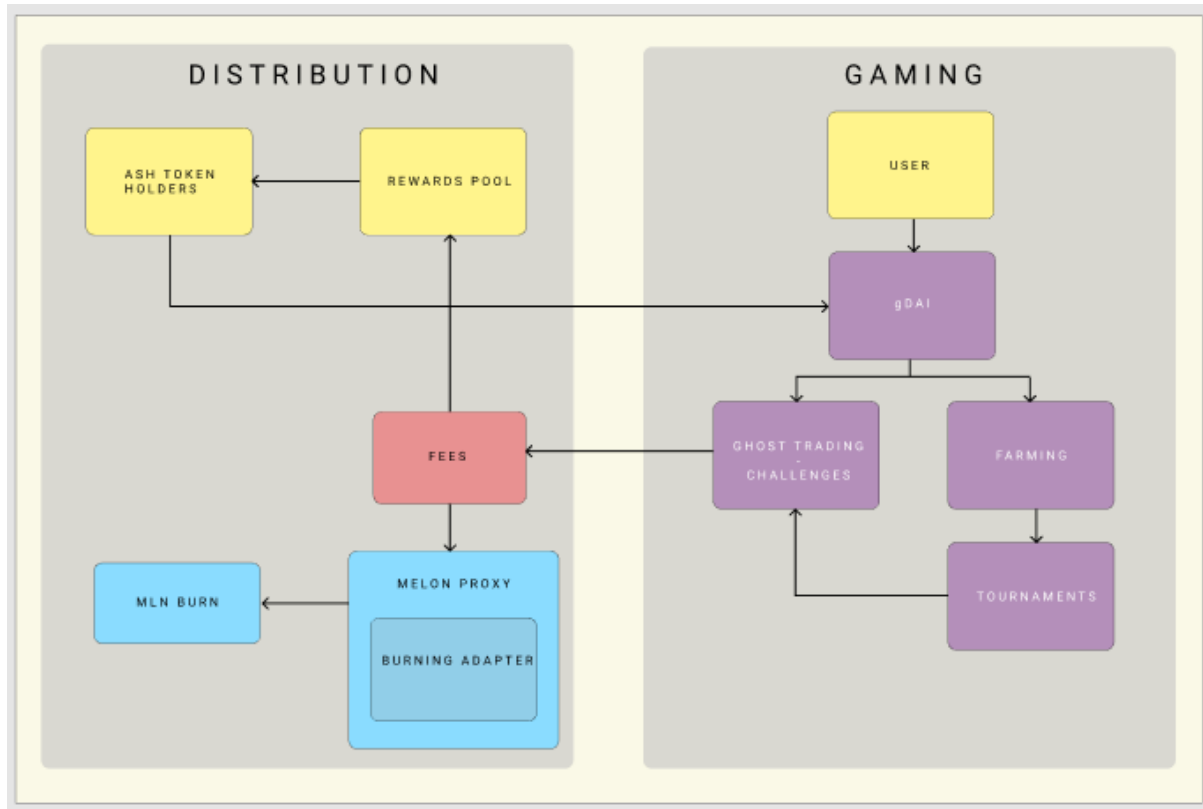 DISTRIBUTION
ASH TOKEN
HOLDERS
REWARDS POOL
FEES
MELON PROXY
BURNING ADAPTER
MLN BURN
GAMING
USER
gDAI
GHOST TRADING
-
CHALLENGES
FARMING
TOURNAMENTS